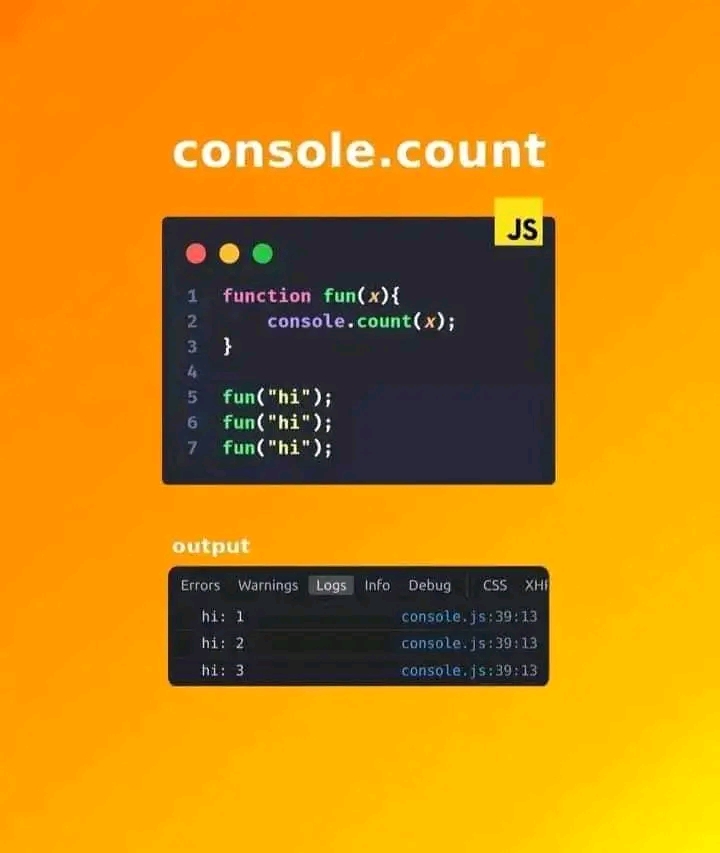 console.count
JS
1 function fun(x){
2     console.count(x);
3 }
4
5 fun("hi");
6 fun("hi");
7 fun("hi");
output
Errors Warnings Logs Info Debug CSS XHR
hi: 1 console.js:39:13
hi: 2 console.js:39:13
hi: 3 console.js:39:13